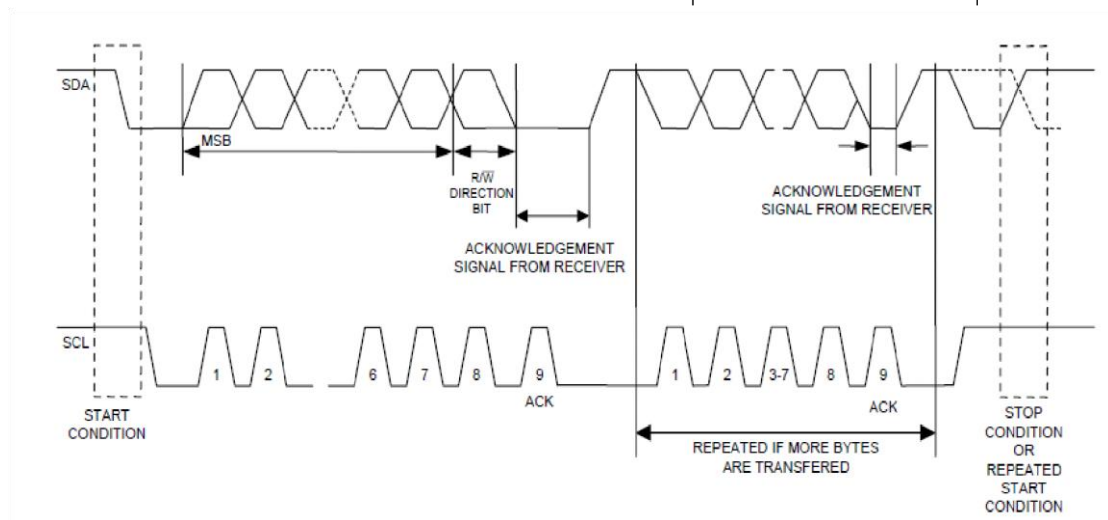 SDA
MSB
R/W̅
DIRECTION
BIT
ACKNOWLEDGEMENT
SIGNAL FROM RECEIVER
ACKNOWLEDGEMENT
SIGNAL FROM RECEIVER
SCL
1 2 6 7 8 9 1 2 3-7 8 9
ACK ACK
START
CONDITION
REPEATED IF MORE BYTES
ARE TRANSFERED
STOP
CONDITION
OR
REPEATED
START
CONDITION